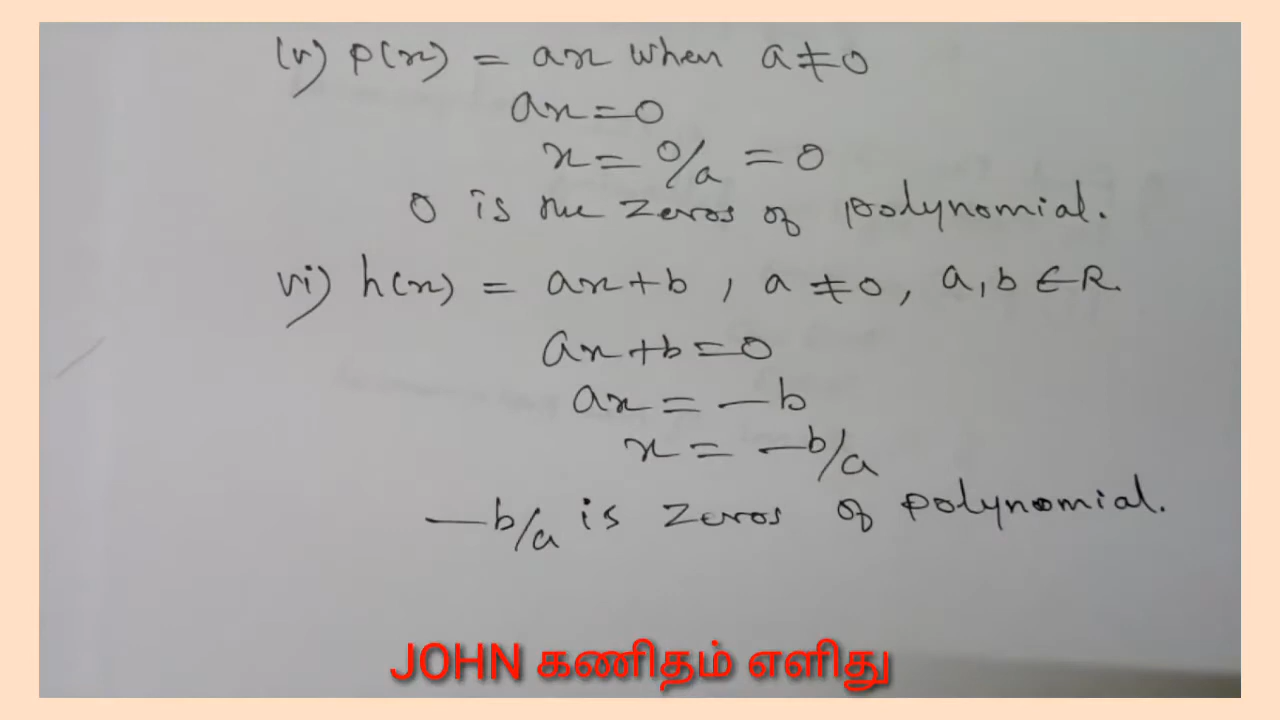 (v) p(x) = ax when a ≠ 0
ax = 0
x = 0/a = 0
0 is the zeros of polynomial.
vi) h(x) = ax+b , a ≠ 0, a, b ∈ R.
ax+b = 0
ax = -b
x = -b/a
-b/a is zeros of polynomial.
JOHN கணிதம் எளிது